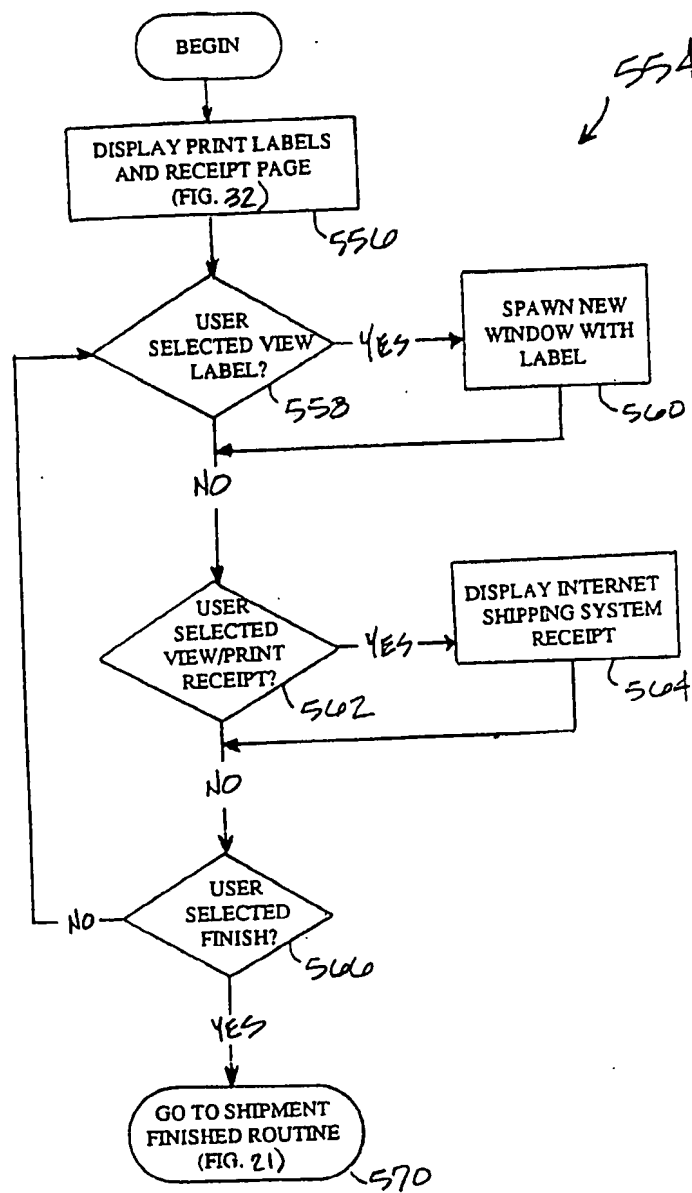 BEGIN
554
DISPLAY PRINT LABELS
AND RECEIPT PAGE
(FIG. 32)
556
USER
SELECTED VIEW
LABEL?
YES
558
SPAWN NEW
WINDOW WITH
LABEL
560
NO
USER
SELECTED
VIEW/PRINT
RECEIPT?
YES
562
DISPLAY INTERNET
SHIPPING SYSTEM
RECEIPT
564
NO
USER
SELECTED
FINISH?
NO
566
YES
GO TO SHIPMENT
FINISHED ROUTINE
(FIG. 21)
570